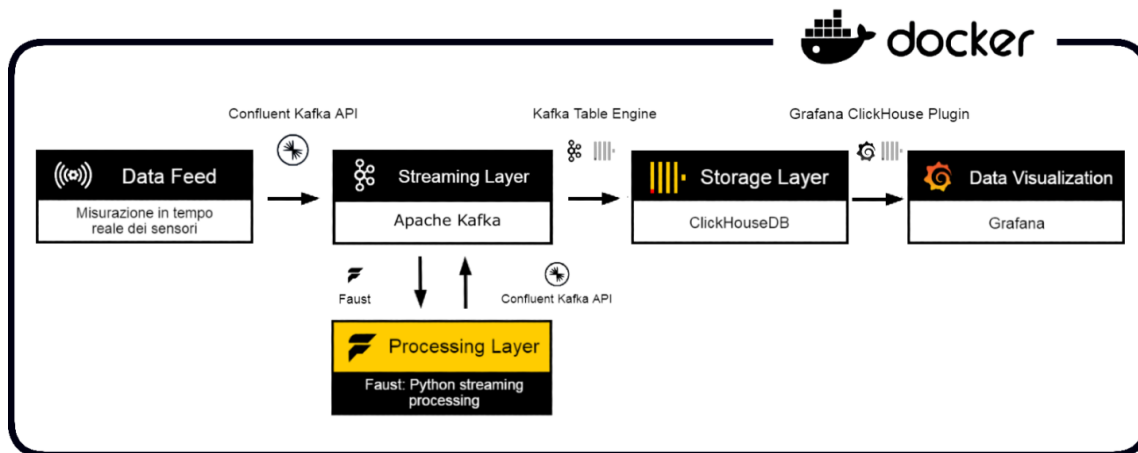 docker
Confluent Kafka API
Kafka Table Engine
Grafana ClickHouse Plugin
Data Feed
Misurazione in tempo
reale dei sensori
Streaming Layer
Apache Kafka
Storage Layer
ClickHouseDB
Data Visualization
Grafana
Faust
Confluent Kafka API
Processing Layer
Faust: Python streaming
processing